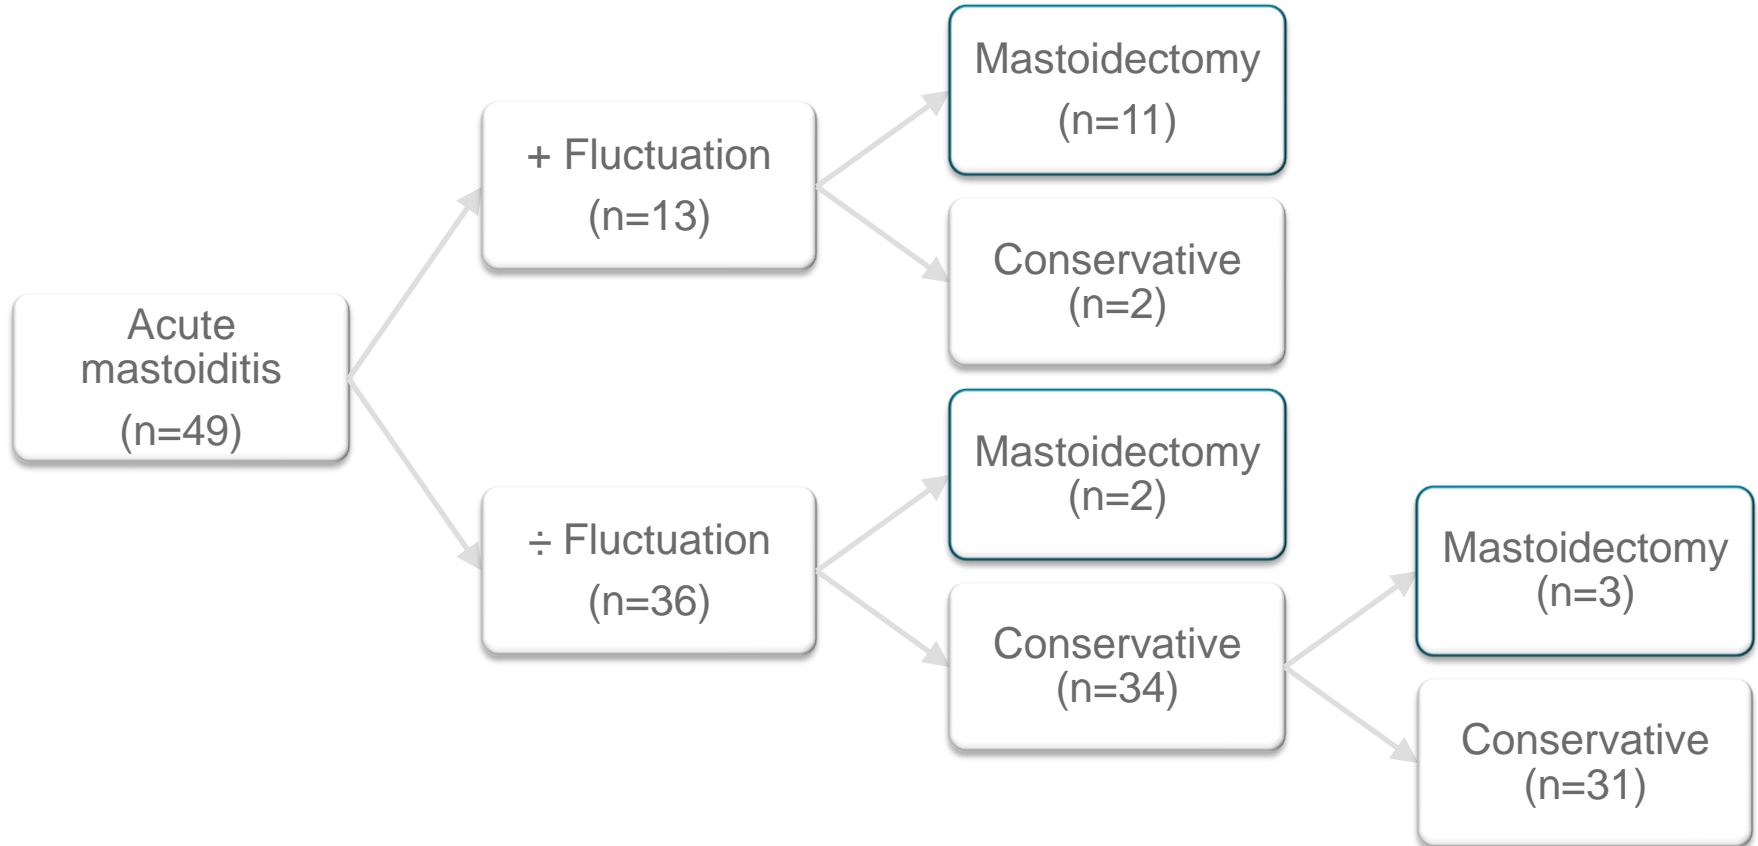 Acute
mastoiditis
(n=49)
+ Fluctuation
(n=13)
Mastoidectomy
(n=11)
Conservative
(n=2)
÷ Fluctuation
(n=36)
Mastoidectomy
(n=2)
Conservative
(n=34)
Mastoidectomy
(n=3)
Conservative
(n=31)